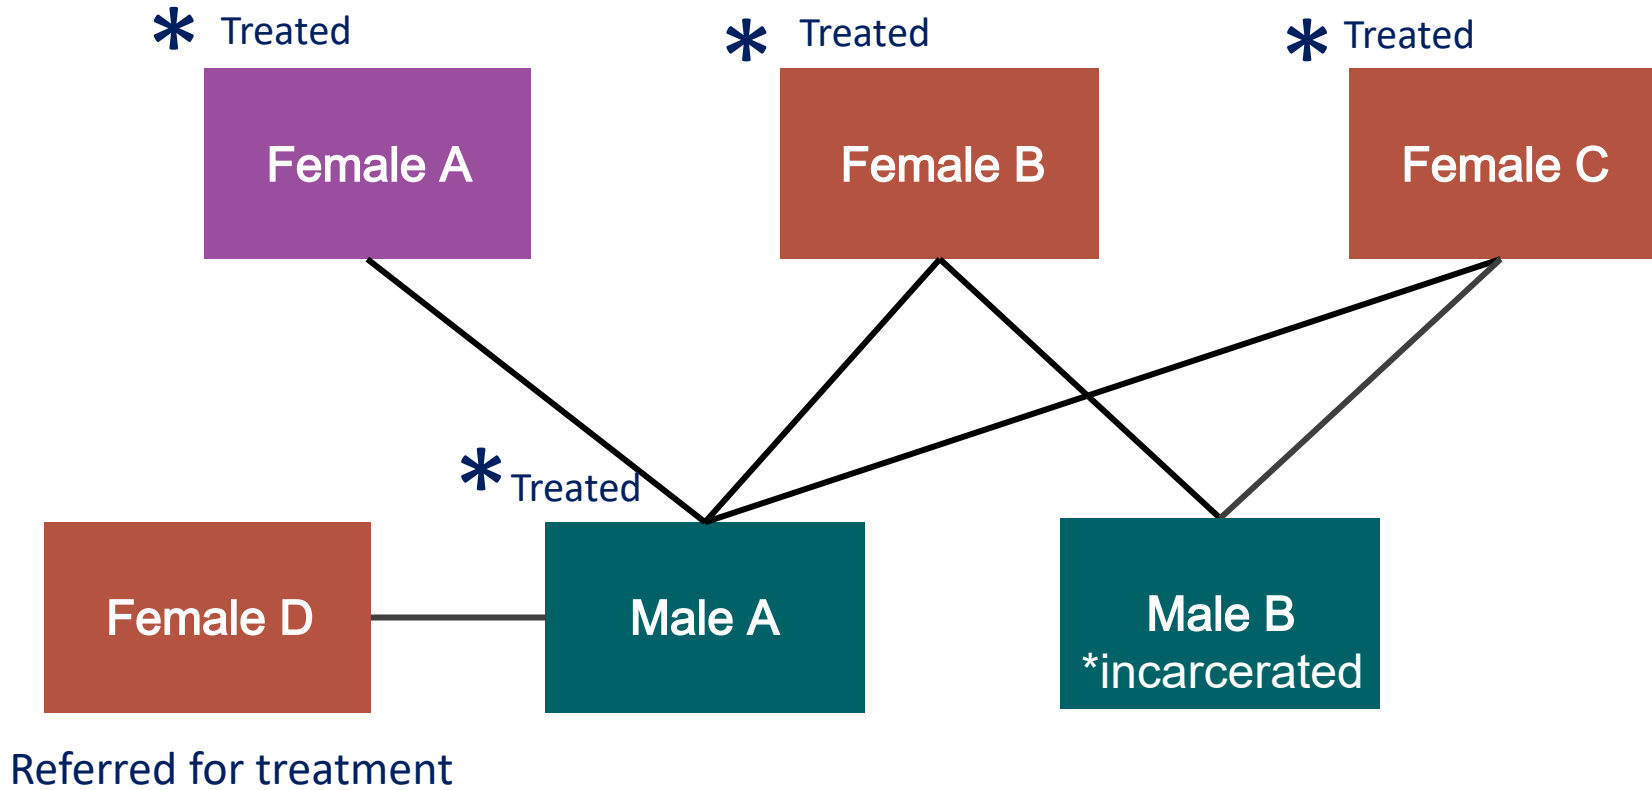 * Treated
* Treated
* Treated
Female A
Female B
Female C
* Treated
Female D
Male A
Male B
*incarcerated
Referred for treatment